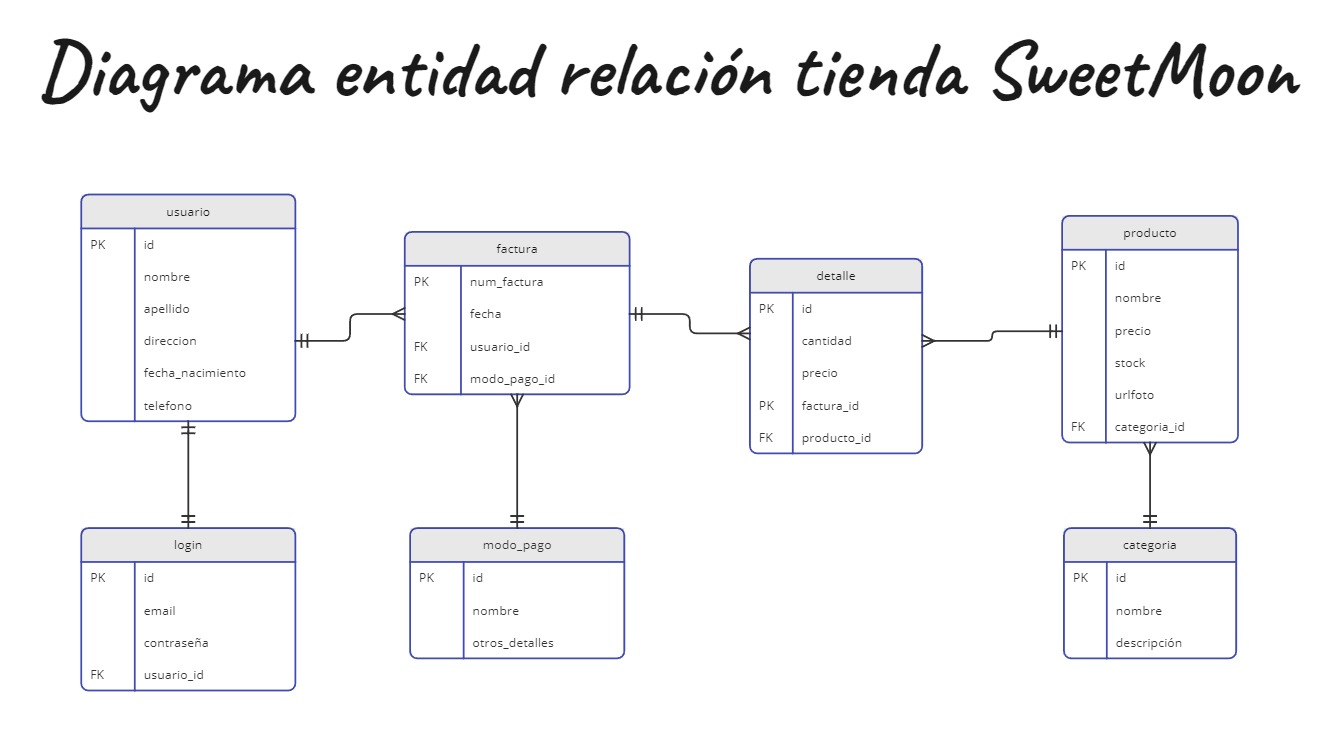 Diagrama entidad relación tienda SweetMoon
usuario
PK id
nombre
apellido
direccion
fecha_nacimiento
telefono
factura
PK num_factura
fecha
FK usuario_id
FK modo_pago_id
detalle
PK id
cantidad
precio
PK factura_id
FK producto_id
producto
PK id
nombre
precio
stock
urlfoto
FK categoria_id
login
PK id
email
contraseña
FK usuario_id
modo_pago
PK id
nombre
otros_detalles
categoria
PK id
nombre
descripción